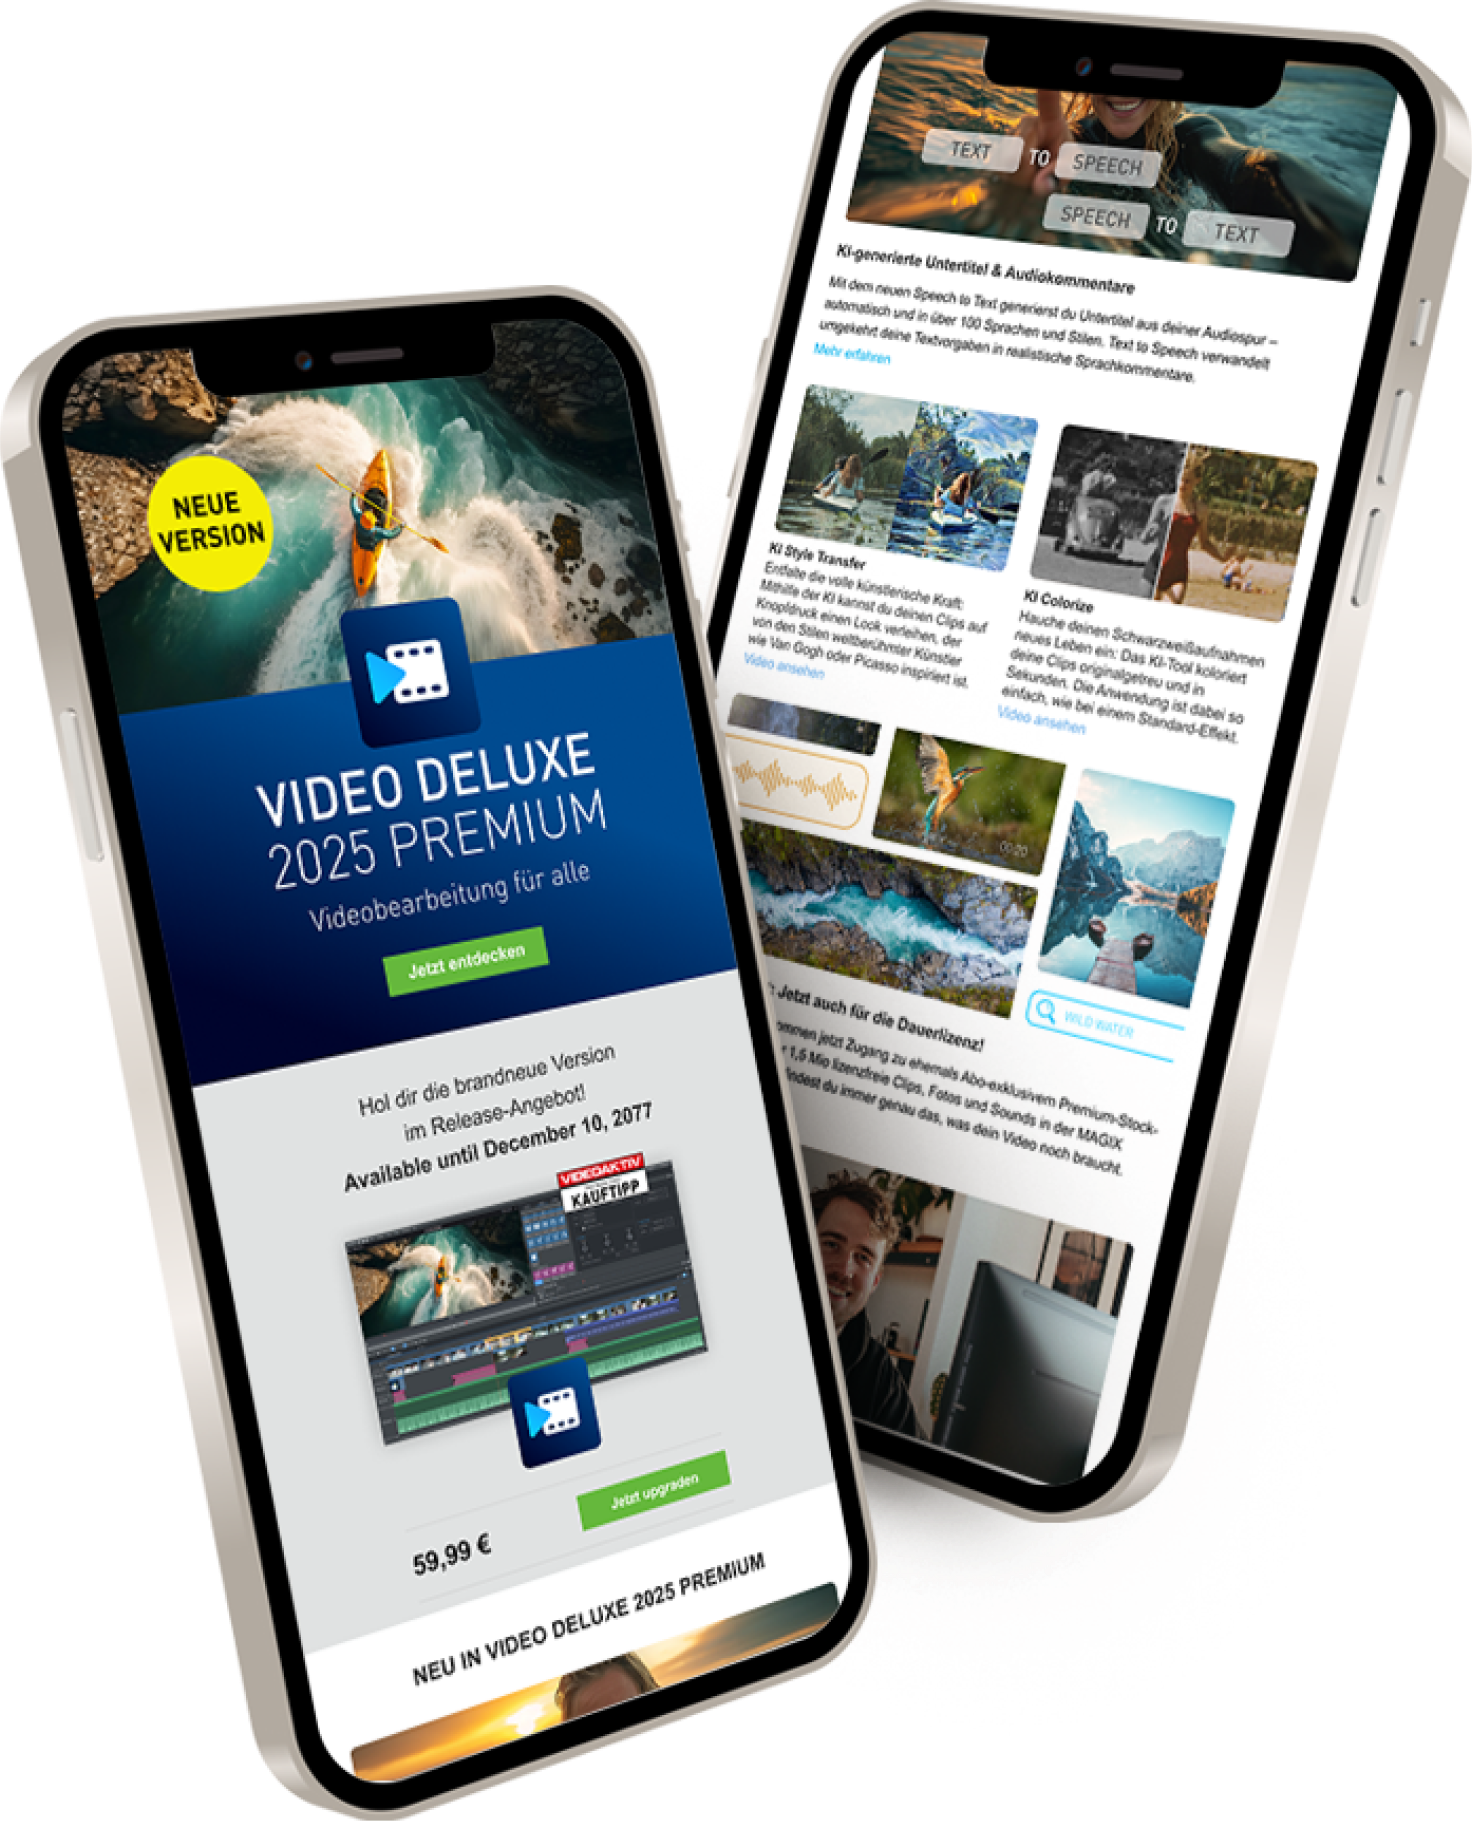 NEUE
VERSION
VIDEO DELUXE
2025 PREMIUM
Videobearbeitung für alle
Jetzt entdecken
Hol dir die brandneue Version
im Release-Angebot!
Available until December 10, 2077
VIDEOAKTIV
KAUFTIPP
59,99 €
Jetzt upgraden
NEU IN VIDEO DELUXE 2025 PREMIUM
TEXT TO SPEECH
SPEECH TO TEXT
KI-generierte Untertitel & Audiokommentare
Mit dem neuen Speech to Text generierst du Untertitel aus deiner Audiospur –
automatisch und in über 100 Sprachen und Stilen. Text to Speech verwandelt
umgekehrt deine Textvorgaben in realistische Sprachkommentare.
Mehr erfahren
KI Style Transfer
Entfalte die volle künstlerische Kraft:
Mithilfe der KI kannst du deinen Clips auf
Knopfdruck einen Look verleihen, der
von den Stilen weltberühmter Künstler
wie Van Gogh oder Picasso inspiriert ist.
Video ansehen
KI Colorize
Hauche deinen Schwarzweißaufnahmen
neues Leben ein: Das KI-Tool koloriert
deine Clips originalgetreu und in
Sekunden. Die Anwendung ist dabei so
einfach, wie bei einem Standard-Effekt.
Video ansehen
00:20
WILD WATER
: Jetzt auch für die Dauerlizenz!
ommen jetzt Zugang zu ehemals Abo-exklusivem Premium-Stock-
r 1,5 Mio lizenzfreie Clips, Fotos und Sounds in der MAGIX
findest du immer genau das, was dein Video noch braucht.